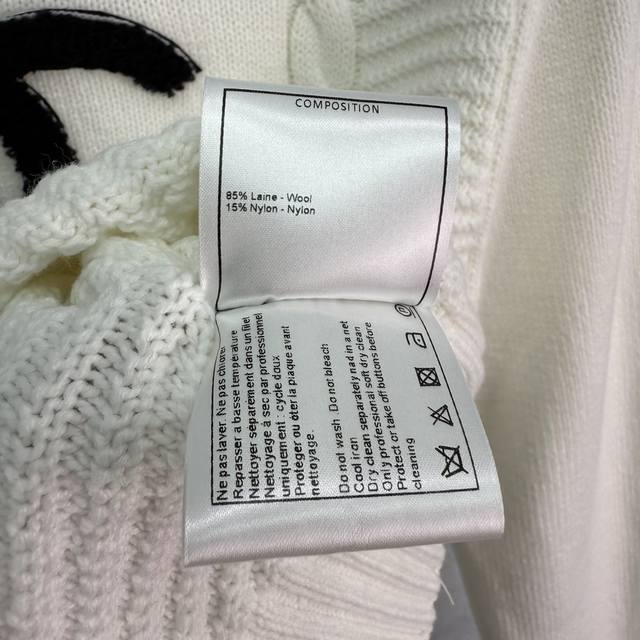 COMPOSITION
85% Laine - Wool
15% Nylon - Nylon
Ne pas laver. Ne pas
Repasser a basse température
Nettoyer séparément dans un filet
Nettoyage à sec par professionnel
uniquement : cycle doux
Protéger ou ôter la plaque avant
nettoyage.
Do not wash . Do not bleach
Cool iron
Dry clean separately nad in a net
Only professional soft dry clean
Protect or take off buttons before
cleaning